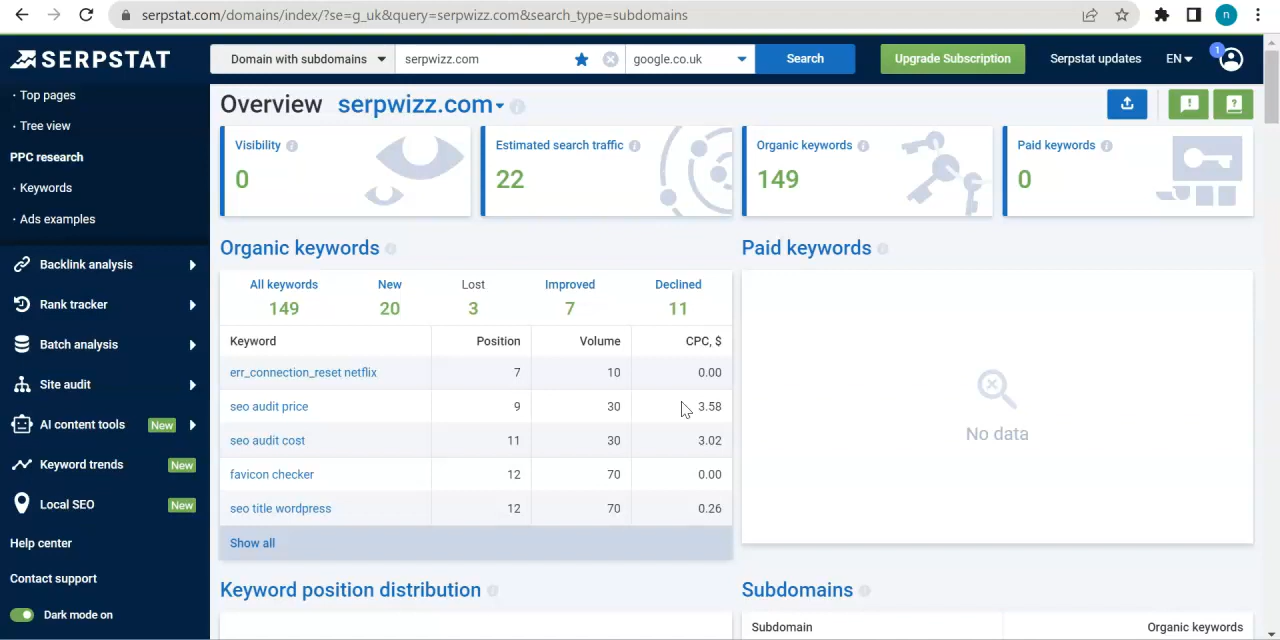 serpstat.com/domains/index/?se=g_uk&query=serpwizz.com&search_type=subdomains
n
SERPSTAT
Domain with subdomains
serpwizz.com
google.co.uk
Search
Upgrade Subscription
Serpstat updates
EN
1
· Top pages
· Tree view
PPC research
· Keywords
· Ads examples
Backlink analysis
Rank tracker
Batch analysis
Site audit
AI content tools New
Keyword trends New
Local SEO New
Help center
Contact support
Dark mode on
Overview serpwizz.com
Visibility
0
Estimated search traffic
22
Organic keywords
149
Paid keywords
0
Organic keywords
All keywords New Lost Improved Declined
149 20 3 7 11
Keyword Position Volume CPC, $
err_connection_reset netflix 7 10 0.00
seo audit price 9 30 3.58
seo audit cost 11 30 3.02
favicon checker 12 70 0.00
seo title wordpress 12 70 0.26
Show all
Paid keywords
No data
Keyword position distribution
Subdomains
Subdomain Organic keywords